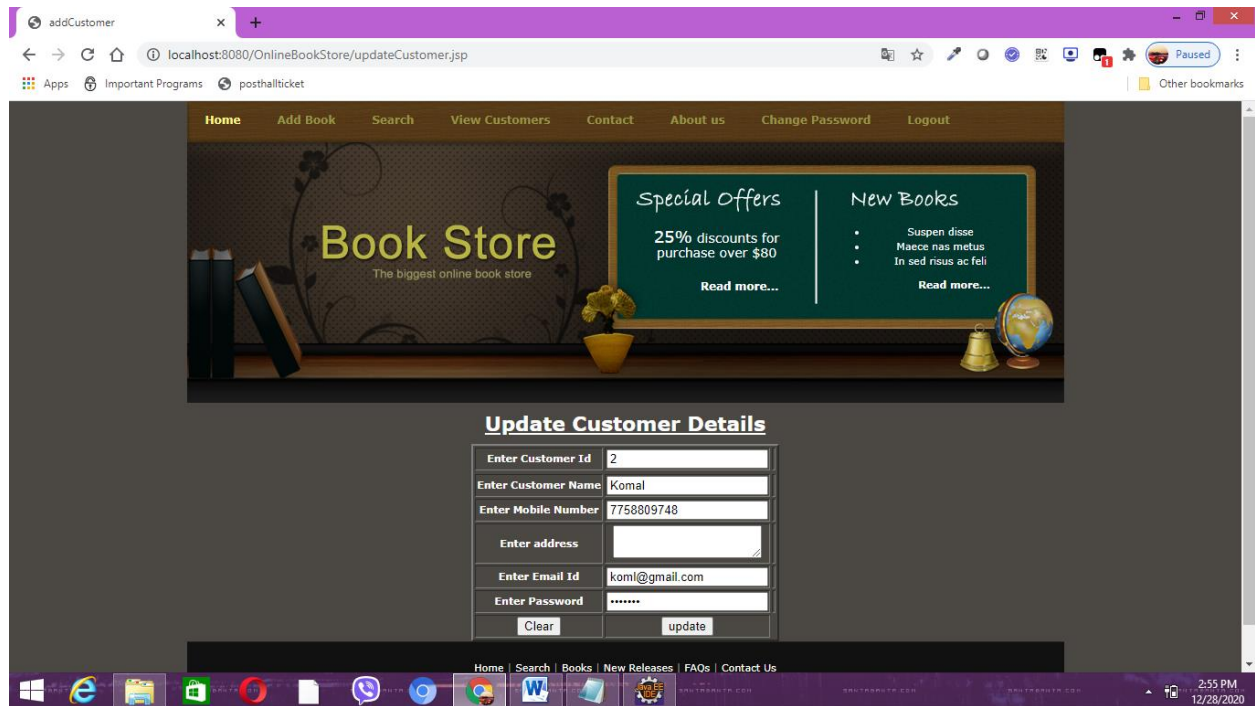 addCustomer
localhost:8080/OnlineBookStore/updateCustomer.jsp
Paused
1
Apps Important Programs posthallticket Other bookmarks
Home Add Book Search View Customers Contact About us Change Password Logout
Book Store
The biggest online book store
Special Offers
25% discounts for
purchase over $80
Read more...
New Books
• Suspen disse
• Maece nas metus
• In sed risus ac feli
Read more...
Update Customer Details
Enter Customer Id 2
Enter Customer Name Komal
Enter Mobile Number 7758809748
Enter address
Enter Email Id koml@gmail.com
Enter Password •••••••
Clear update
Home | Search | Books | New Releases | FAQs | Contact Us
Java EE
IDE
2:55 PM
12/28/2020